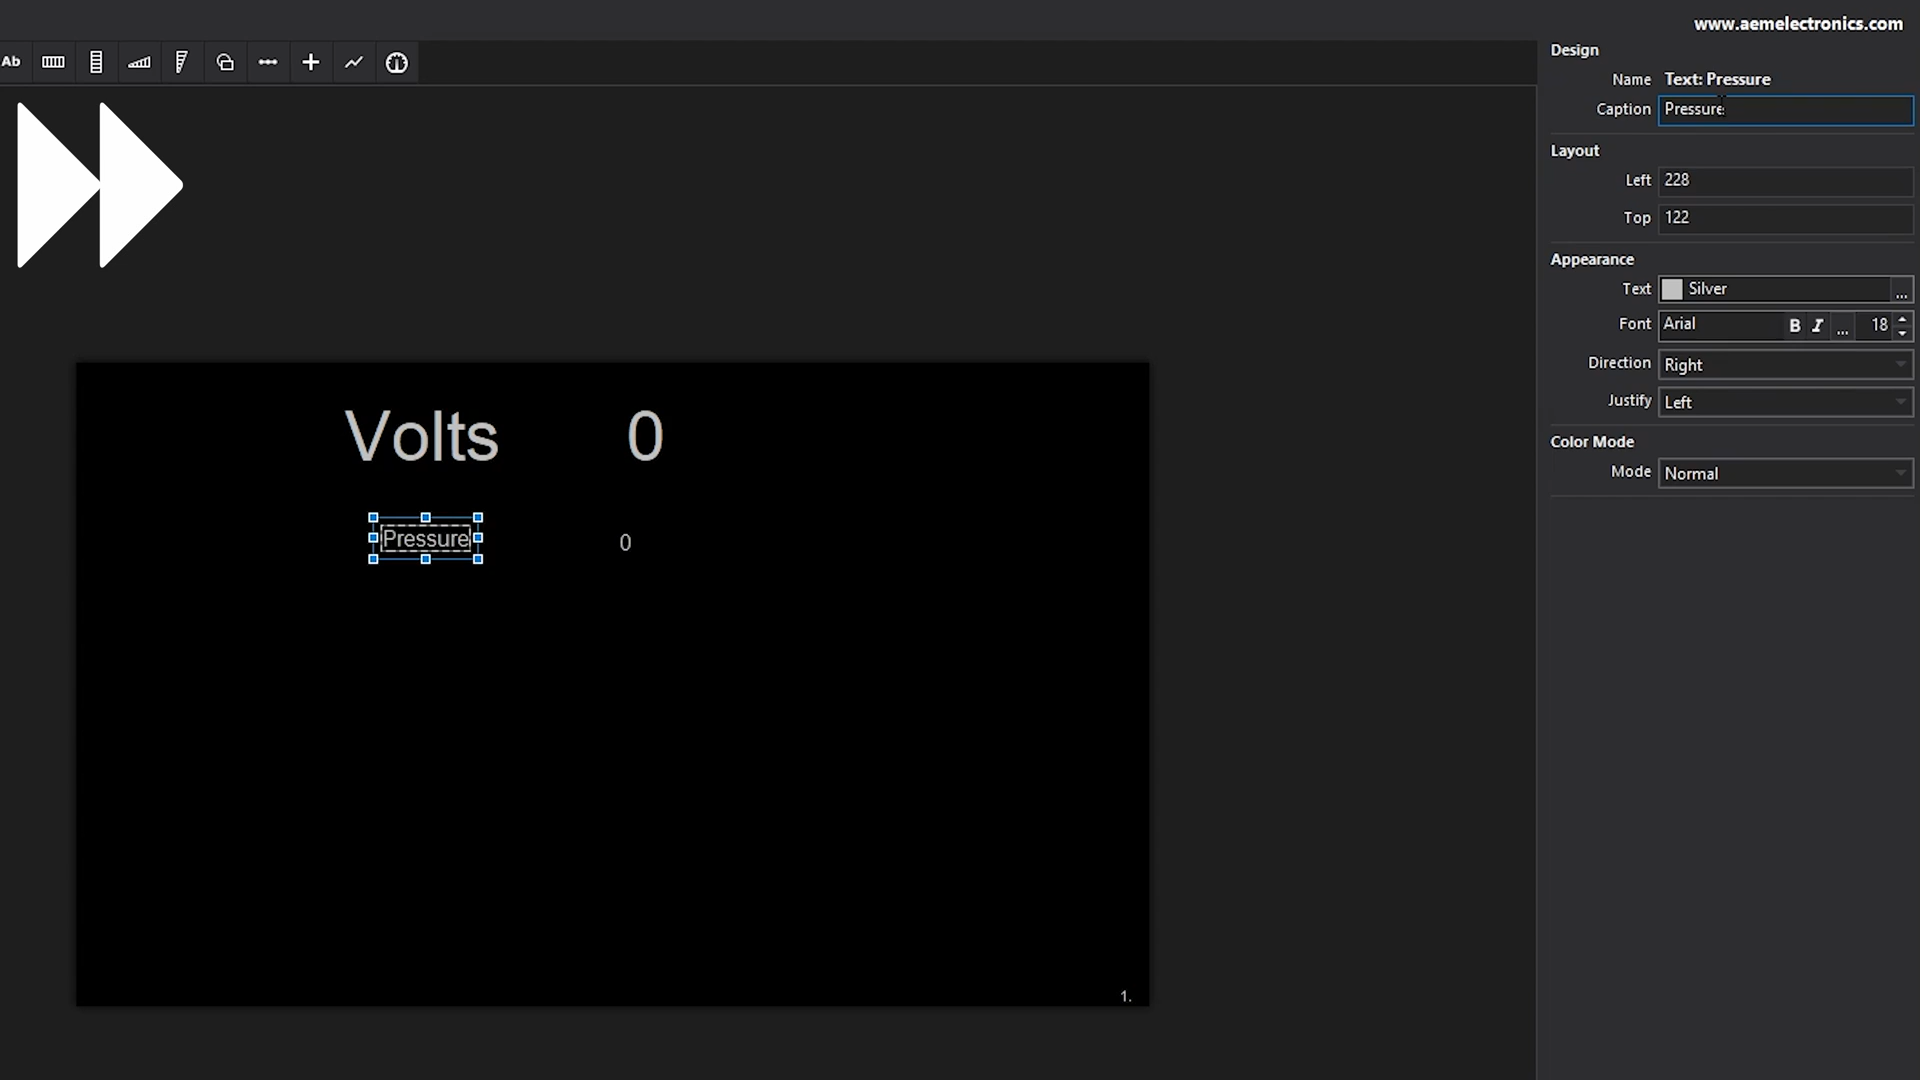 www.aemelectronics.com
Ab
Design
Name Text: Pressure
Caption Pressure
Layout
Left 228
Top 122
Appearance
Text Silver ...
Font Arial B I ... 18
Direction Right
Justify Left
Color Mode
Mode Normal
Volts 0
Pressure 0
1.